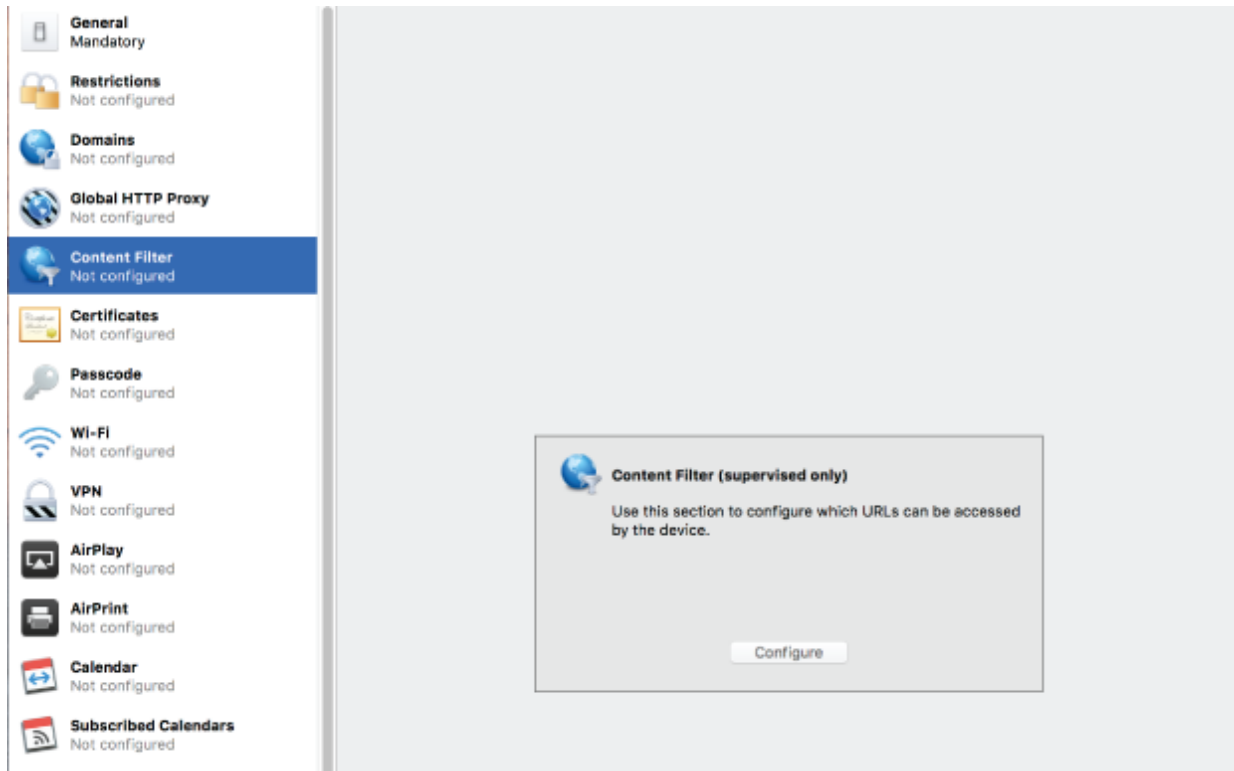 General
Mandatory
Restrictions
Not configured
Domains
Not configured
Global HTTP Proxy
Not configured
Content Filter
Not configured
Certificates
Not configured
Passcode
Not configured
Wi-Fi
Not configured
VPN
Not configured
AirPlay
Not configured
AirPrint
Not configured
Calendar
Not configured
Subscribed Calendars
Not configured
Content Filter (supervised only)
Use this section to configure which URLs can be accessed
by the device.
Configure